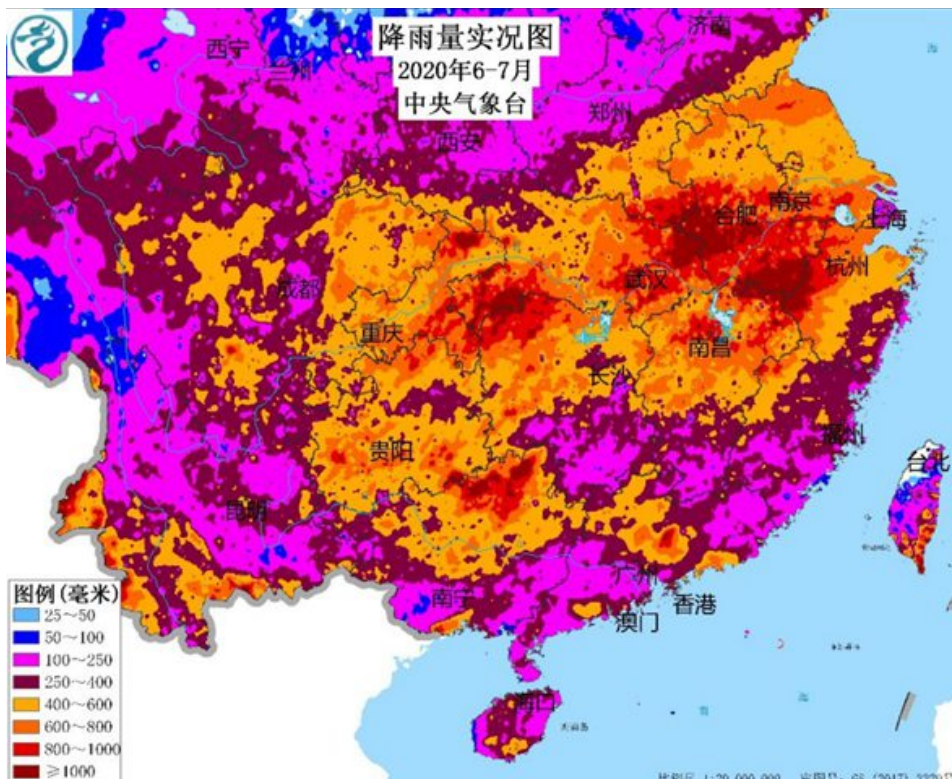 降雨量实况图
2020年6-7月
中央气象台
济南
西宁
兰州
郑州
西安
南京
合肥
上海
成都
武汉
杭州
重庆
南昌
长沙
贵阳
福州
台北
昆明
广州
南宁
香港
澳门
海口
海
南
海
图例(毫米)
25～50
50～100
100～250
250～400
400～600
600～800
800～1000
≥1000